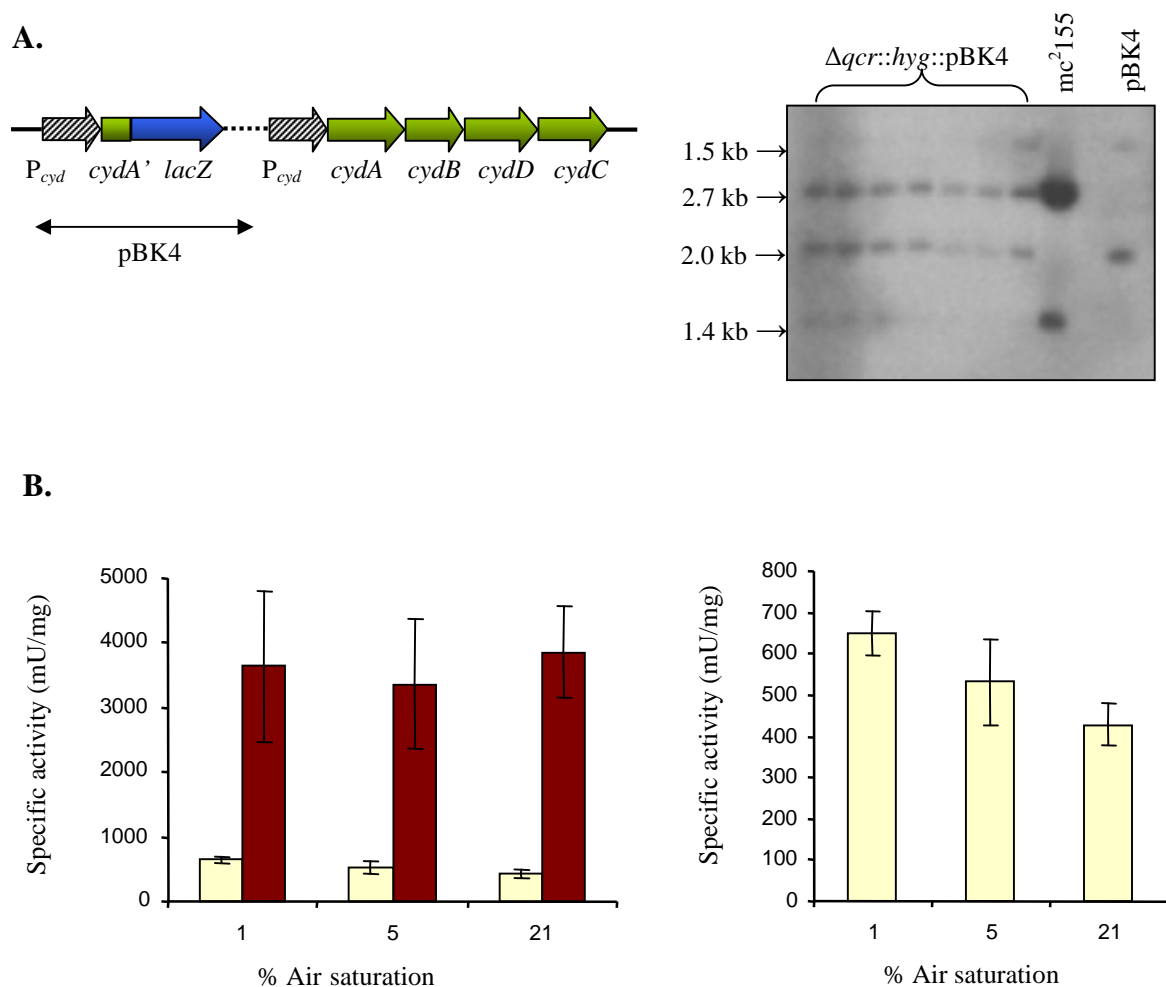 A.
Δqcr::hyg::pBK4
mc²155
pBK4
Pcyd cydA’ lacZ Pcyd cydA cydB cydD cydC
pBK4
1.5 kb →
2.7 kb →
2.0 kb →
1.4 kb →
B.
Specific activity (mU/mg)
5000
4000
3000
2000
1000
0
1 5 21
% Air saturation
Specific activity (mU/mg)
800
700
600
500
400
300
200
100
0
1 5 21
% Air saturation